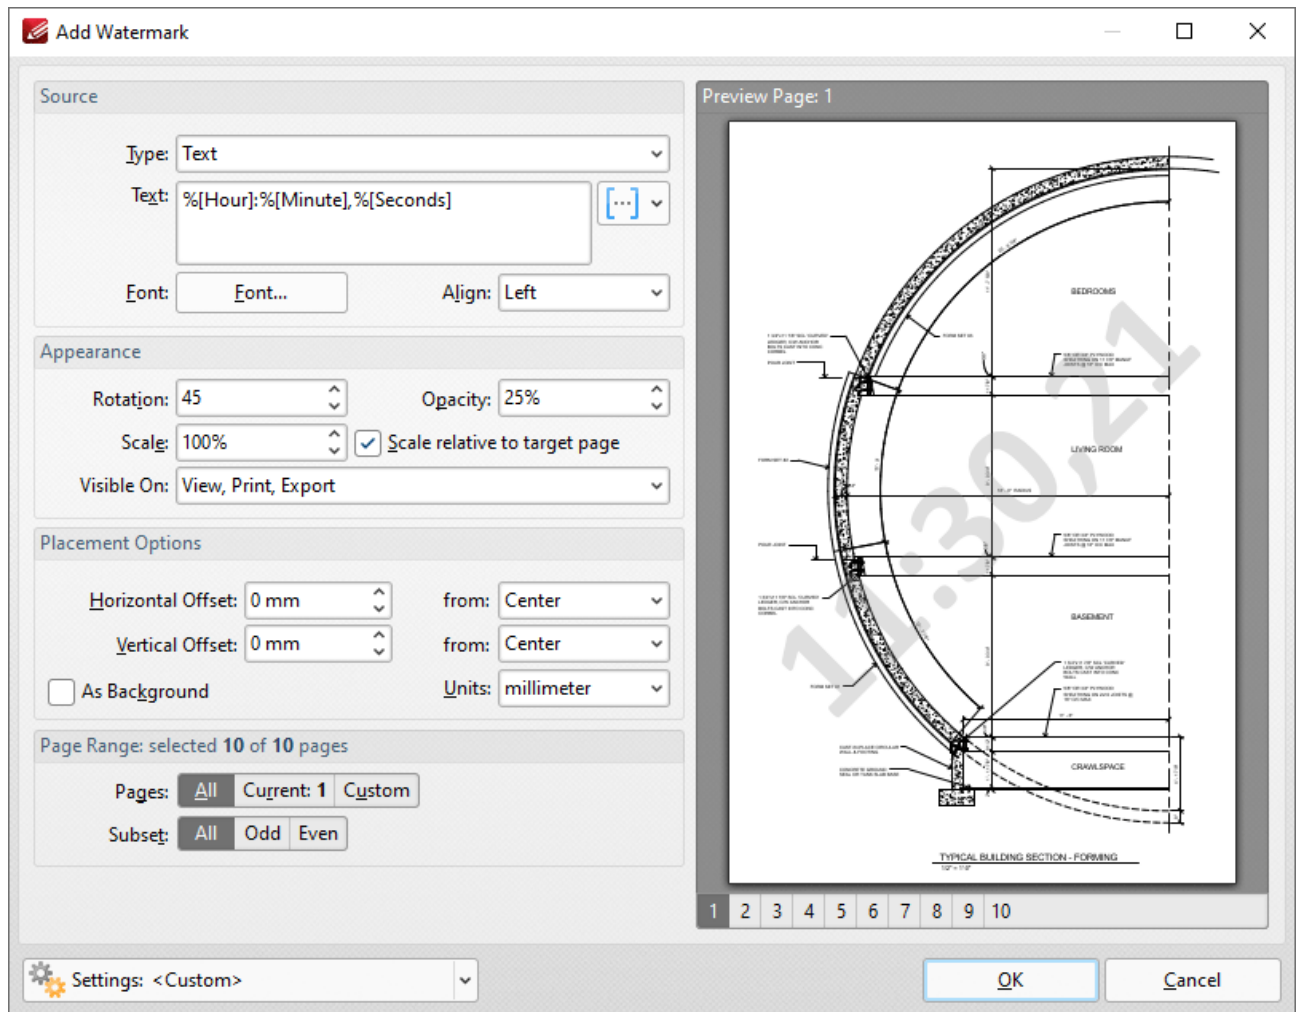 Add Watermark
Source
Type: Text
Text: %[Hour]:%[Minute],%[Seconds]
Font: Font... Align: Left
Appearance
Rotation: 45 Opacity: 25%
Scale: 100% Scale relative to target page
Visible On: View, Print, Export
Placement Options
Horizontal Offset: 0 mm from: Center
Vertical Offset: 0 mm from: Center
As Background Units: millimeter
Page Range: selected 10 of 10 pages
Pages: All Current: 1 Custom
Subset: All Odd Even
Preview Page: 1
BEDROOMS
LIVING ROOM
BASEMENT
CRAWLSPACE
11:30,21
TYPICAL BUILDING SECTION - FORMING
1 2 3 4 5 6 7 8 9 10
Settings: <Custom>
OK Cancel